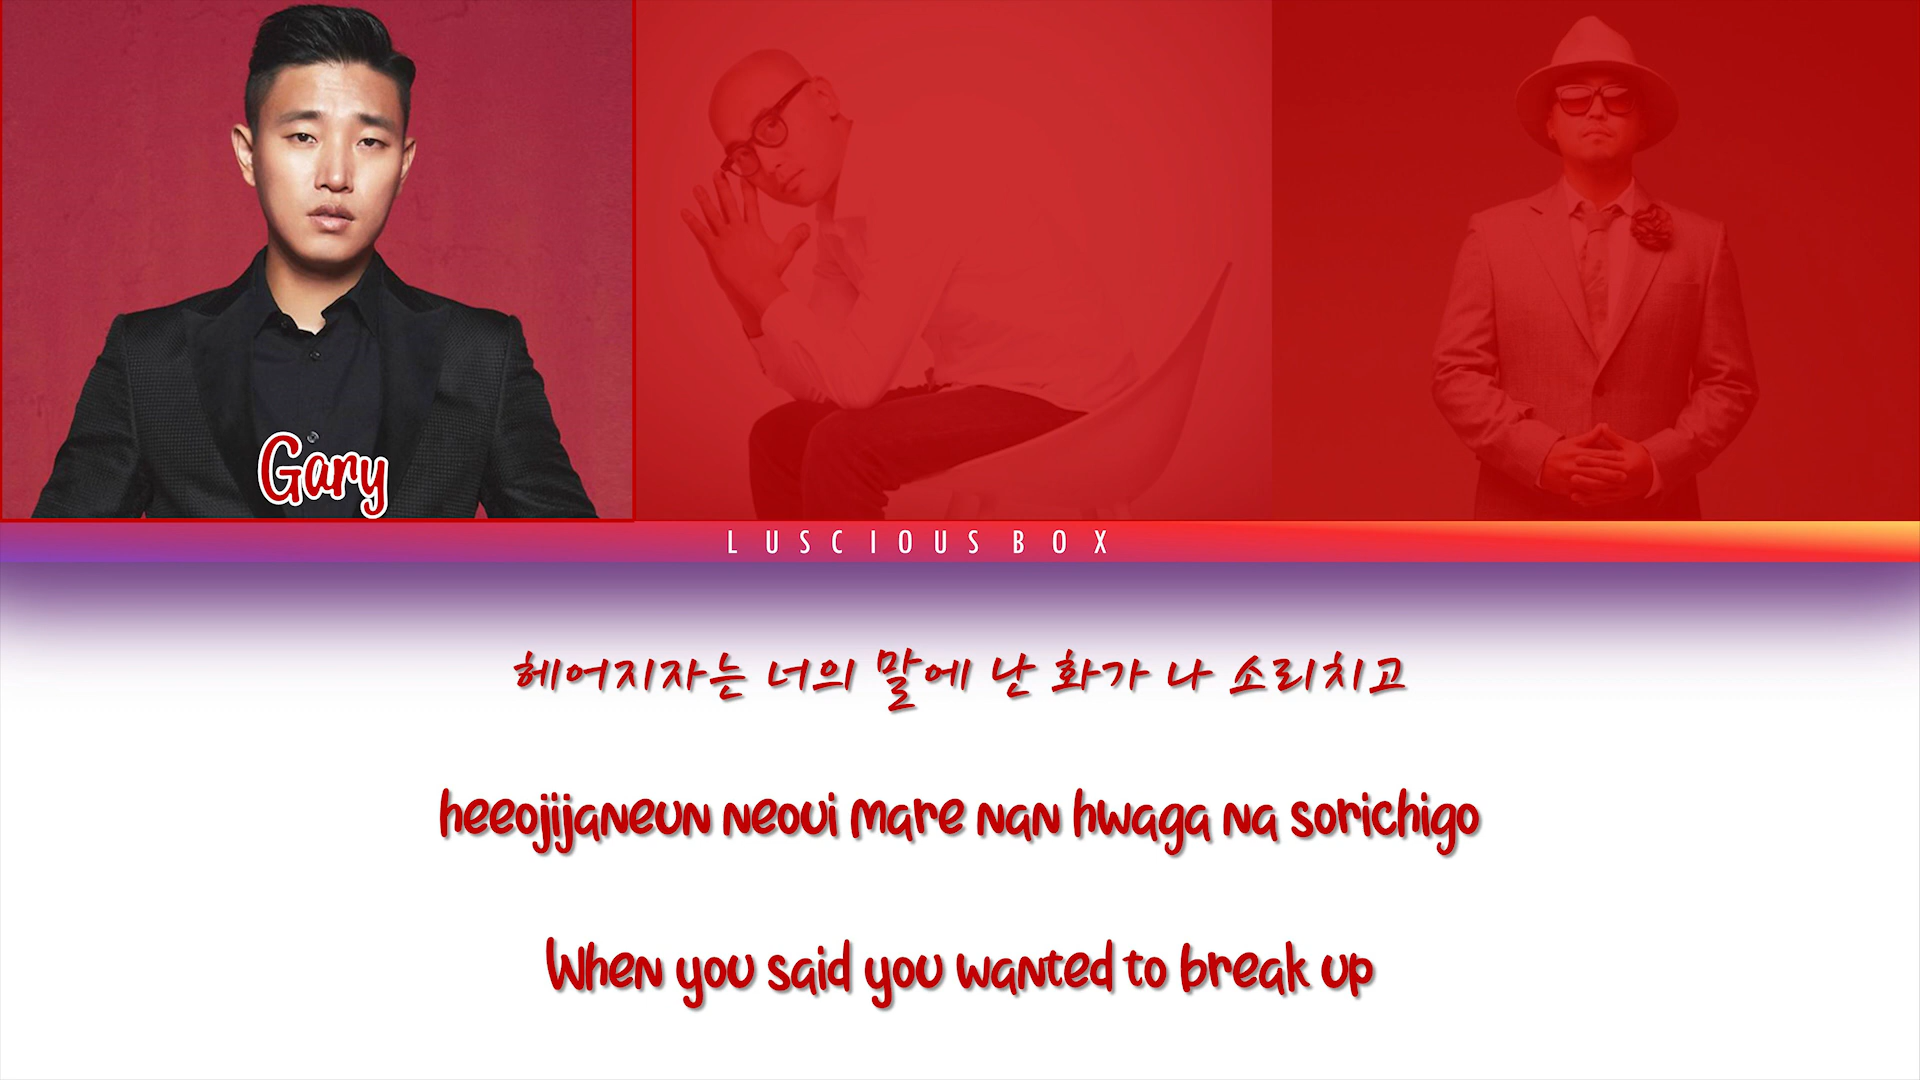 Gary
LUSCIOUS BOX
헤어지자는 너의 말에 난 화가 나 소리치고
heeojijaneun neoui mare nan hwaga na sorichigo
When you said you wanted to break up